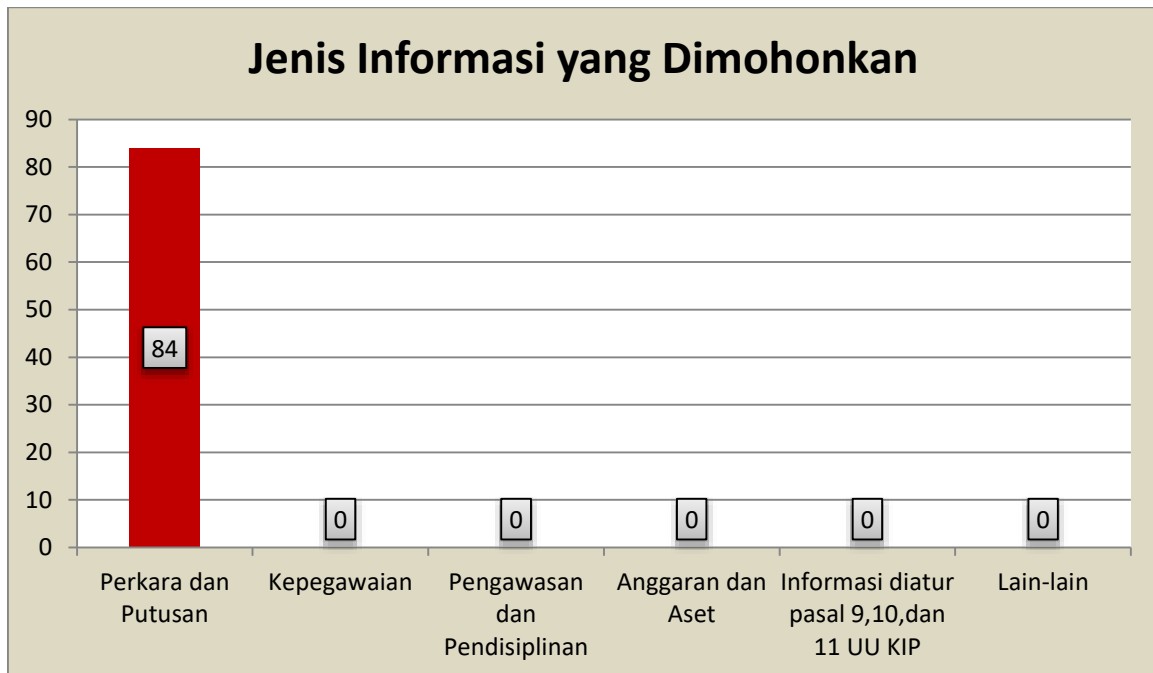 Jenis Informasi yang Dimohonkan
90
80
70
60
50
40
30
20
10
0
84
0
0
0
0
0
Perkara dan
Putusan
Kepegawaian
Pengawasan
dan
Pendisiplinan
Anggaran dan
Aset
Informasi diatur
pasal 9,10,dan
11 UU KIP
Lain-lain